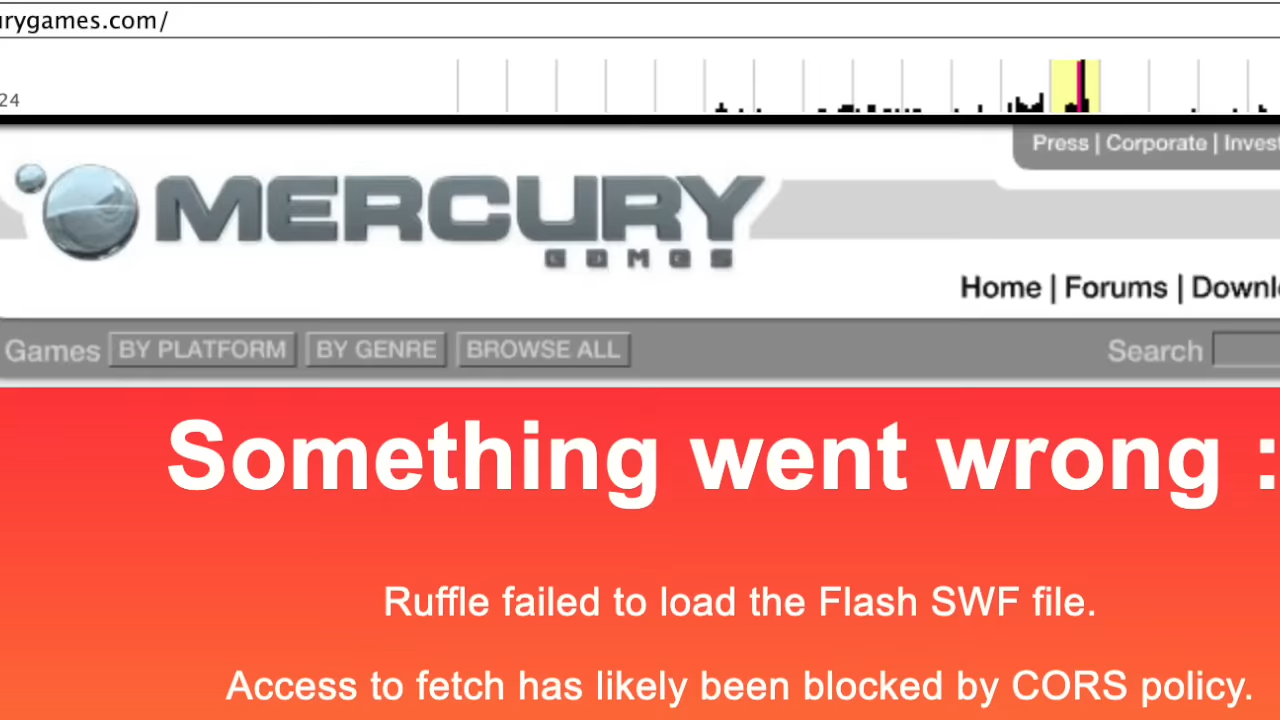 urygames.com/
24
Press | Corporate | Invest
MERCURY
GAMES
Home | Forums | Downl
Games BY PLATFORM BY GENRE BROWSE ALL Search
Something went wrong :
Ruffle failed to load the Flash SWF file.
Access to fetch has likely been blocked by CORS policy.